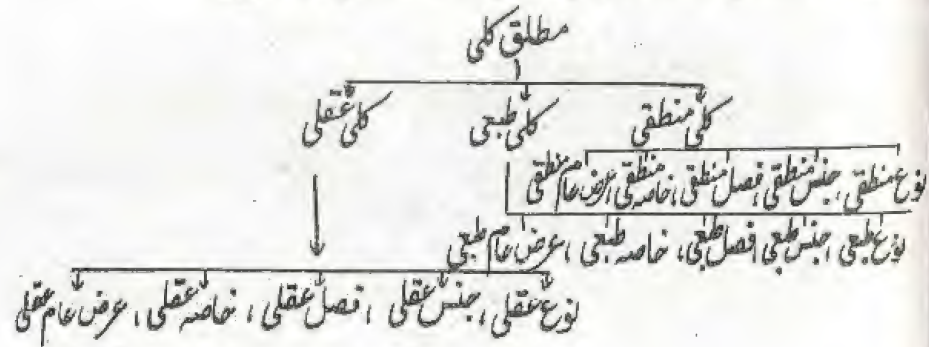 مطلق کلی
کلی منطقی کلی طبعی کلی عقلی
نوع منطقی، جنس منطقی، فصل منطقی، خاصہ منطقی، عرض عام منطقی
نوع طبعی، جنس طبعی، فصل طبعی، خاصہ طبعی، عرض عام طبعی
نوع عقلی، جنس عقلی، فصل عقلی، خاصہ عقلی، عرض عام عقلی